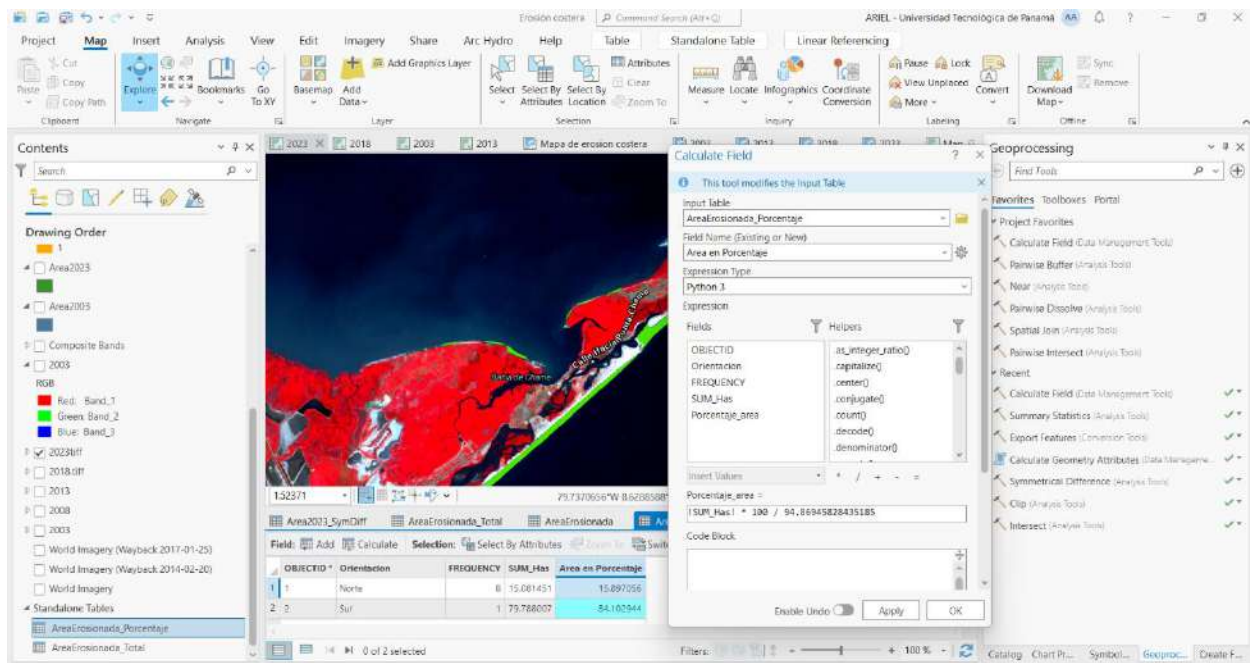 Erosión costera
Command Search (Alt+Q)
ARIEL - Universidad Tecnológica de Panamá
AA
?
Project Map Insert Analysis View Edit Imagery Share Arc Hydro Help Table Standalone Table Linear Referencing
Paste
Cut
Copy
Copy Path
Clipboard
Explore
Bookmarks
Go To XY
Navigate
Basemap
Add Data
Add Graphics Layer
Layer
Select
Select By Attributes
Select By Location
Attributes
Clear
Zoom To
Selection
Measure
Locate
Infographics
Coordinate Conversion
Inquiry
Pause
Lock
View Unplaced
More
Convert
Labeling
Download Map
Sync
Remove
Offline
Contents
Search
Drawing Order
1
Area2023
Area2003
Composite Bands
2003
RGB
Red: Band_1
Green: Band_2
Blue: Band_3
2023tiff
2018.tiff
2013
2008
2003
World Imagery (Wayback 2017-01-25)
World Imagery (Wayback 2014-02-20)
World Imagery
Standalone Tables
AreaErosionada_Porcentaje
AreaErosionada_Total
2023
2018
2003
2013
Mapa de erosion costera
Bahía de Chame
Calle Hacia Punta Chame
1:52371
Area2023_SymDiff
AreaErosionada_Total
AreaErosionada
Field: Add Calculate Selection: Select By Attributes Zoom To
OBJECTID * Orientacion FREQUENCY SUM_Has Area en Porcentaje
1 1 Norte 8 15.081451 15.897056
2 2 Sur 1 79.788007 84.102944
0 of 2 selected
Filters:
100 %
Calculate Field
?
This tool modifies the Input Table
Input Table
AreaErosionada_Porcentaje
Field Name (Existing or New)
Area en Porcentaje
Expression Type
Python 3
Expression
Fields
Helpers
OBJECTID
Orientacion
FREQUENCY
SUM_Has
Porcentaje_area
.as_integer_ratio()
.capitalize()
.center()
.conjugate()
.count()
.decode()
.denominator()
Insert Values
* / + - =
Porcentaje_area =
!SUM_Has! * 100 / 94.86945828435185
Code Block
Enable Undo
Apply
OK
Geoprocessing
Find Tools
Favorites Toolboxes Portal
Project Favorites
Calculate Field (Data Management Tools)
Pairwise Buffer (Analysis Tools)
Near (Analysis Tools)
Pairwise Dissolve (Analysis Tools)
Spatial Join (Analysis Tools)
Pairwise Intersect (Analysis Tools)
Recent
Calculate Field (Data Management Tools)
Summary Statistics (Analysis Tools)
Export Features (Conversion Tools)
Calculate Geometry Attributes (Data Manageme...
Symmetrical Difference (Analysis Tools)
Clip (Analysis Tools)
Intersect (Analysis Tools)
Catalog Chart Pr... Symbol... Geoproc... Create F...